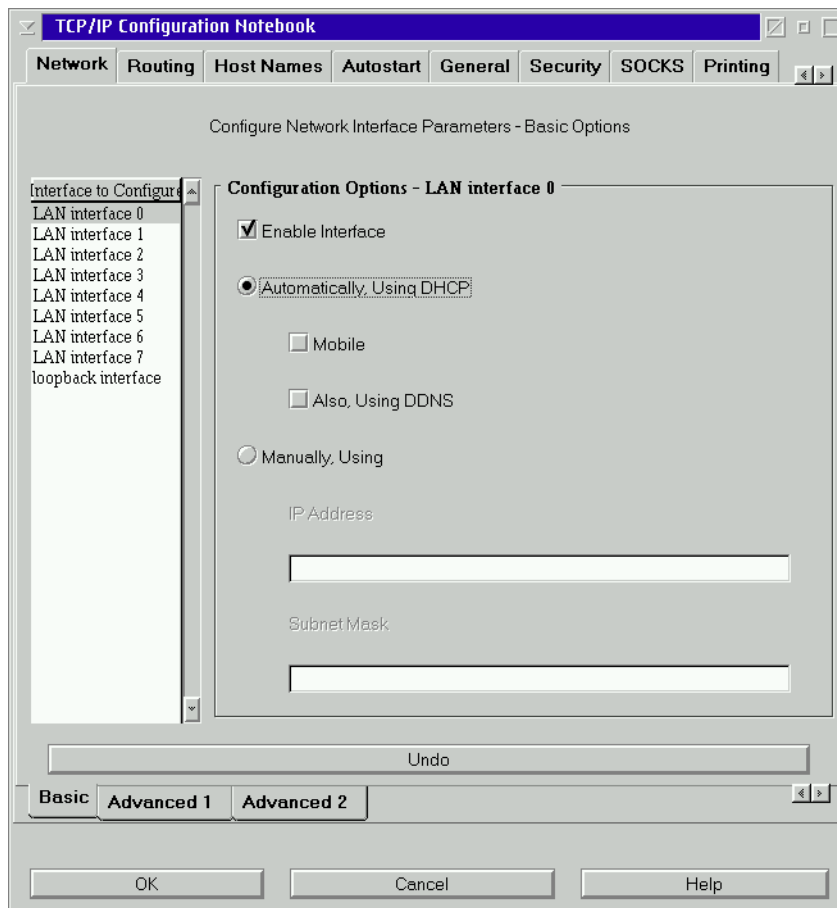 TCP/IP Configuration Notebook
Network Routing Host Names Autostart General Security SOCKS Printing
Configure Network Interface Parameters - Basic Options
Interface to Configure
LAN interface 0
LAN interface 1
LAN interface 2
LAN interface 3
LAN interface 4
LAN interface 5
LAN interface 6
LAN interface 7
loopback interface
Configuration Options - LAN interface 0
Enable Interface
Automatically, Using DHCP
Mobile
Also, Using DDNS
Manually, Using
IP Address
Subnet Mask
Undo
Basic Advanced 1 Advanced 2
OK Cancel Help